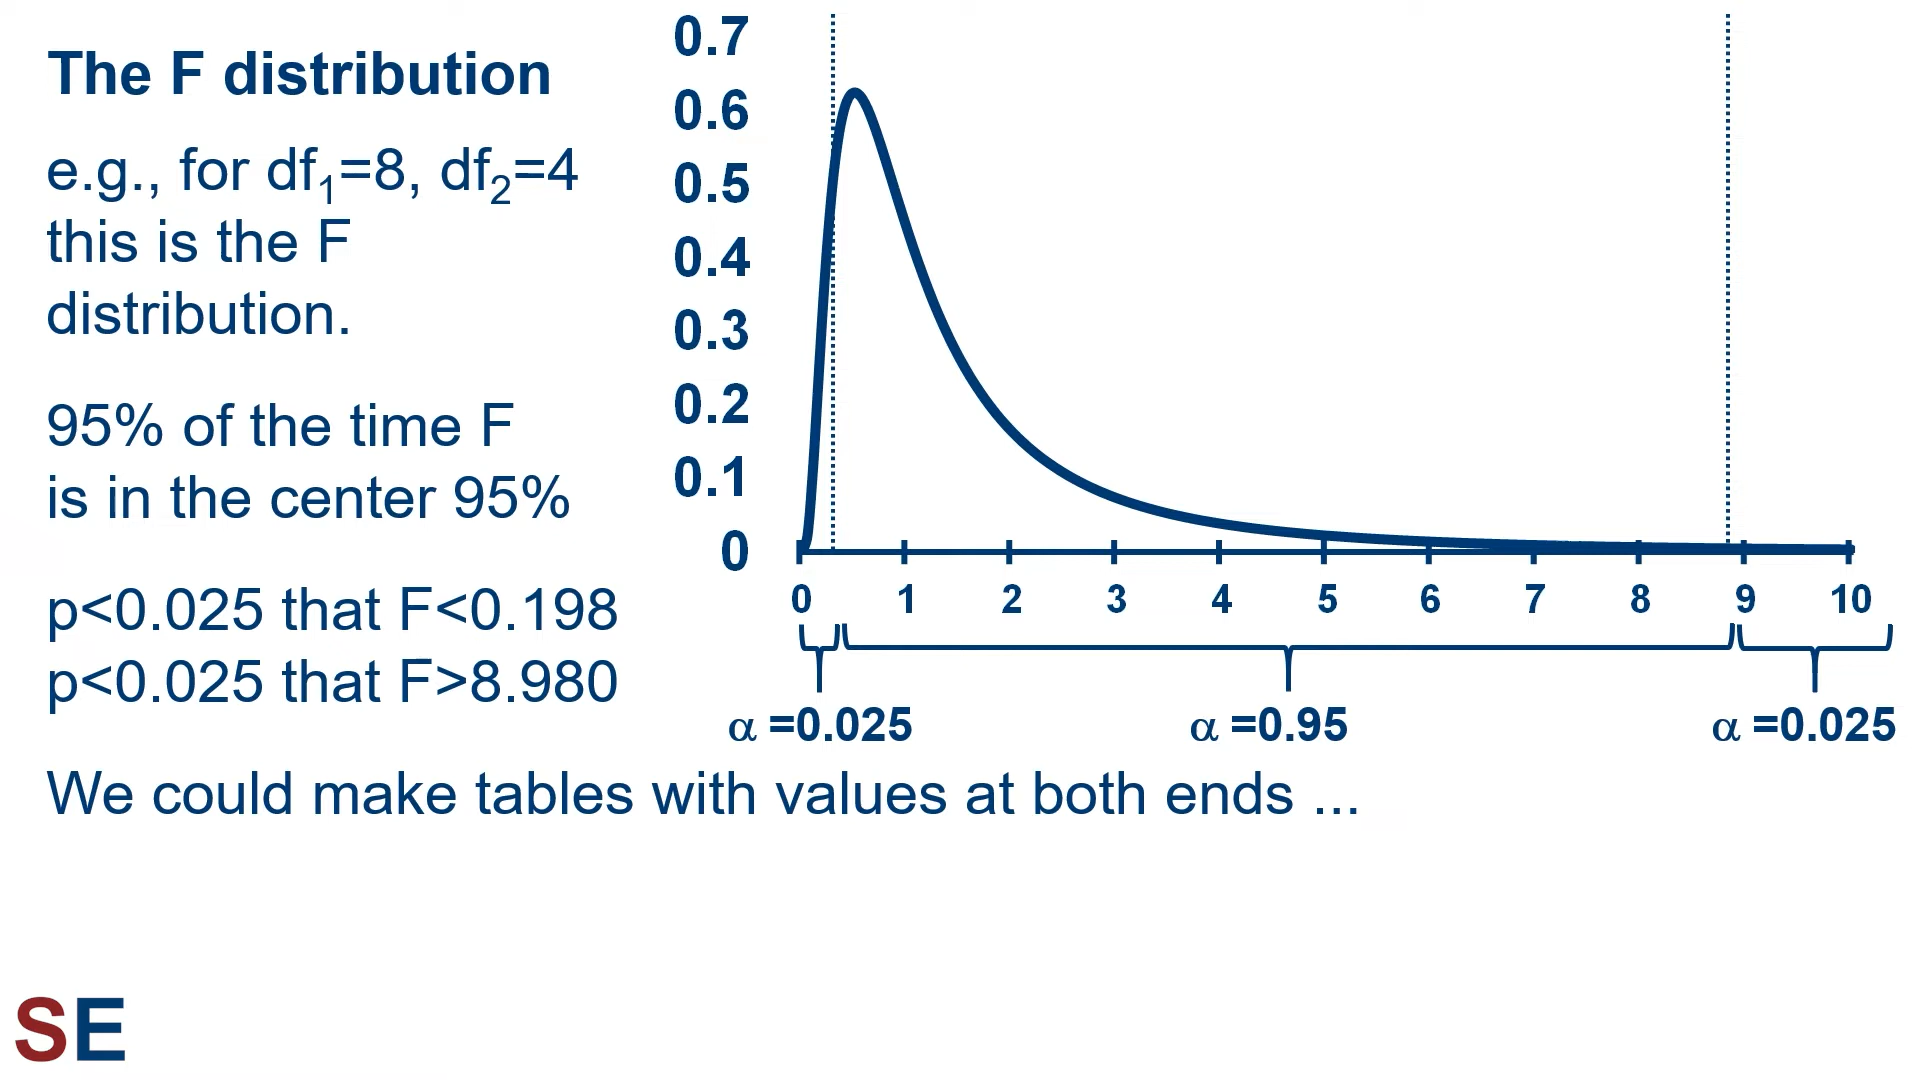 The F distribution
e.g., for df₁=8, df₂=4
this is the F
distribution.
95% of the time F
is in the center 95%
p<0.025 that F<0.198
p<0.025 that F>8.980
0.7
0.6
0.5
0.4
0.3
0.2
0.1
0
0 1 2 3 4 5 6 7 8 9 10
α =0.025 α =0.95 α =0.025
We could make tables with values at both ends ...
SE